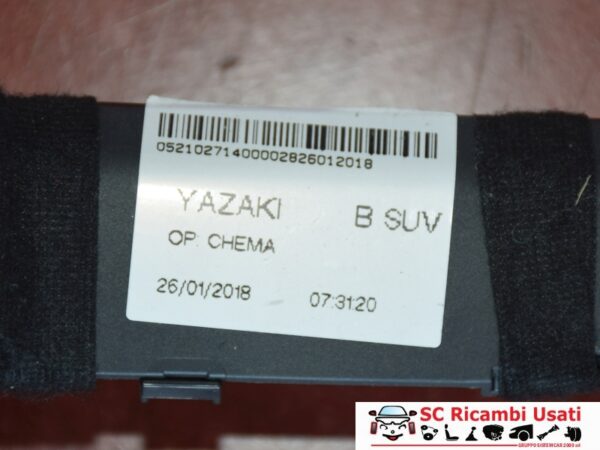 05210271400002826012018
YAZAKI B SUV
OP: CHEMA
26/01/2018 07:31:20
SC Ricambi Usati